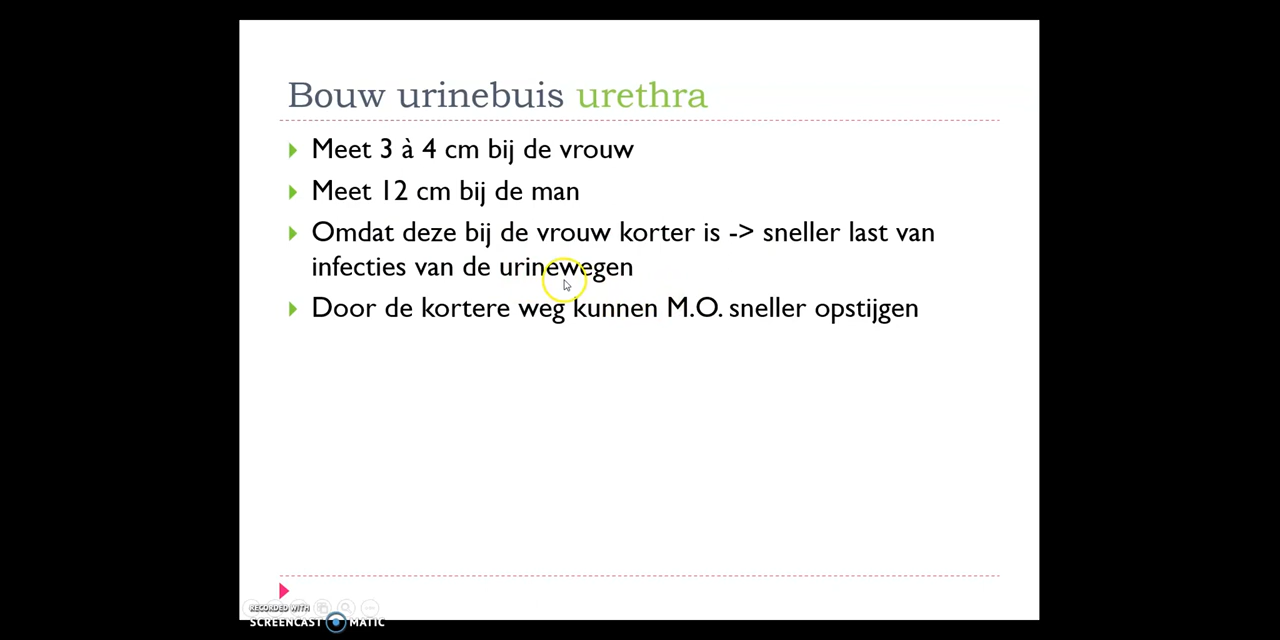 Bouw urinebuis urethra
Meet 3 à 4 cm bij de vrouw
Meet 12 cm bij de man
Omdat deze bij de vrouw korter is -> sneller last van
infecties van de urinewegen
Door de kortere weg kunnen M.O. sneller opstijgen
RECORDED WITH
SCREENCAST MATIC